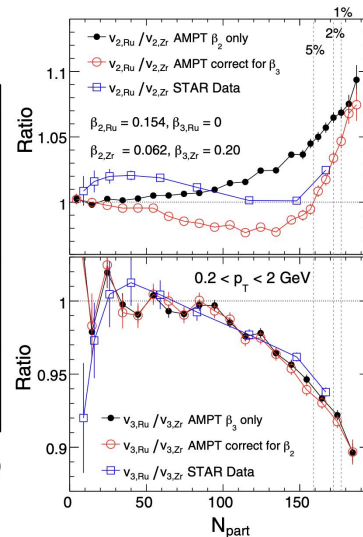 1%
2%
5%
v2,Ru /v2,Zr AMPT β2 only
v2,Ru /v2,Zr AMPT correct for β3
v2,Ru /v2,Zr STAR Data
β2,Ru = 0.154, β3,Ru = 0
β2,Zr = 0.062, β3,Zr = 0.20
Ratio
1.1
1.05
1
0.2 < pT < 2 GeV
Ratio
1
0.95
0.9
v3,Ru /v3,Zr AMPT β3 only
v3,Ru /v3,Zr AMPT correct for β2
v3,Ru /v3,Zr STAR Data
0 50 100 150
Npart